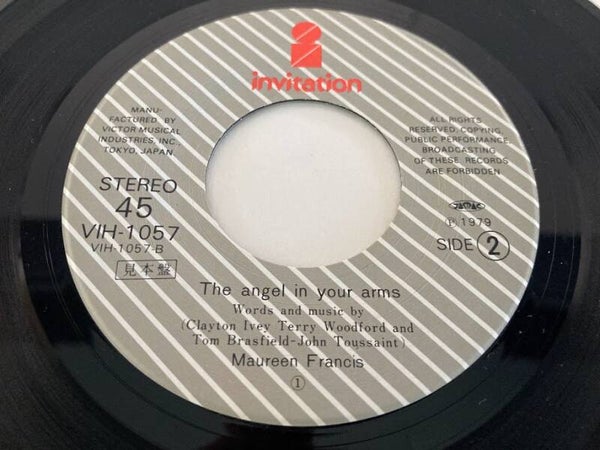 invitation
MANU-
FACTURED BY
VICTOR MUSICAL
INDUSTRIES, INC.,
TOKYO, JAPAN
ALL RIGHTS
RESERVED. COPYING,
PUBLIC PERFORMANCE,
BROADCASTING
OF THESE, RECORDS
ARE FORBIDDEN
STEREO
45
VIH-1057
VIH-1057-B
見本盤
Ⓟ1979
SIDE 2
The angel in your arms
Words and music by
(Clayton Ivey Terry Woodford and
Tom Brasfield-John Toussaint)
Maureen Francis
①